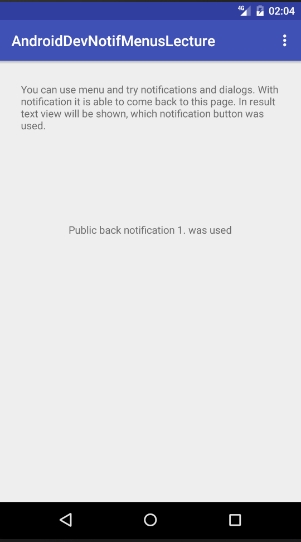 4G 02:04
AndroidDevNotifMenusLecture
You can use menu and try notifications and dialogs. With
notification it is able to come back to this page. In result
text view will be shown, which notification button was
used.
Public back notification 1. was used